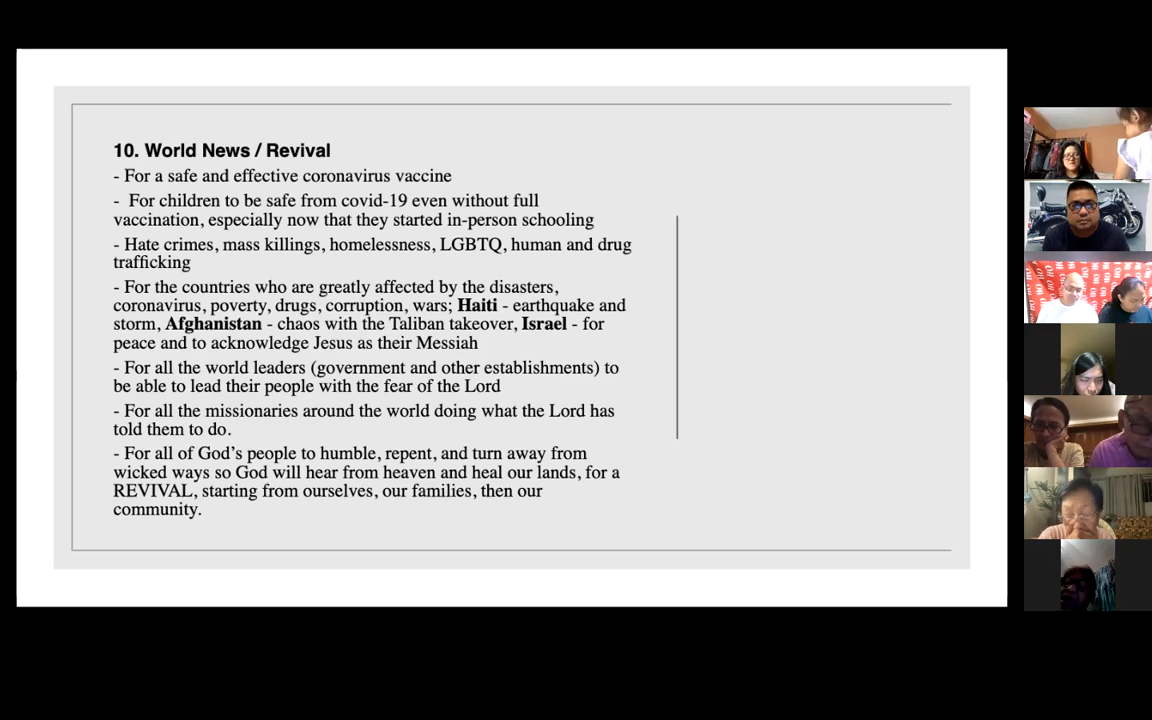 10. World News / Revival
- For a safe and effective coronavirus vaccine
- For children to be safe from covid-19 even without full
vaccination, especially now that they started in-person schooling
- Hate crimes, mass killings, homelessness, LGBTQ, human and drug
trafficking
- For the countries who are greatly affected by the disasters,
coronavirus, poverty, drugs, corruption, wars; Haiti - earthquake and
storm, Afghanistan - chaos with the Taliban takeover, Israel - for
peace and to acknowledge Jesus as their Messiah
- For all the world leaders (government and other establishments) to
be able to lead their people with the fear of the Lord
- For all the missionaries around the world doing what the Lord has
told them to do.
- For all of God’s people to humble, repent, and turn away from
wicked ways so God will hear from heaven and heal our lands, for a
REVIVAL, starting from ourselves, our families, then our
community.